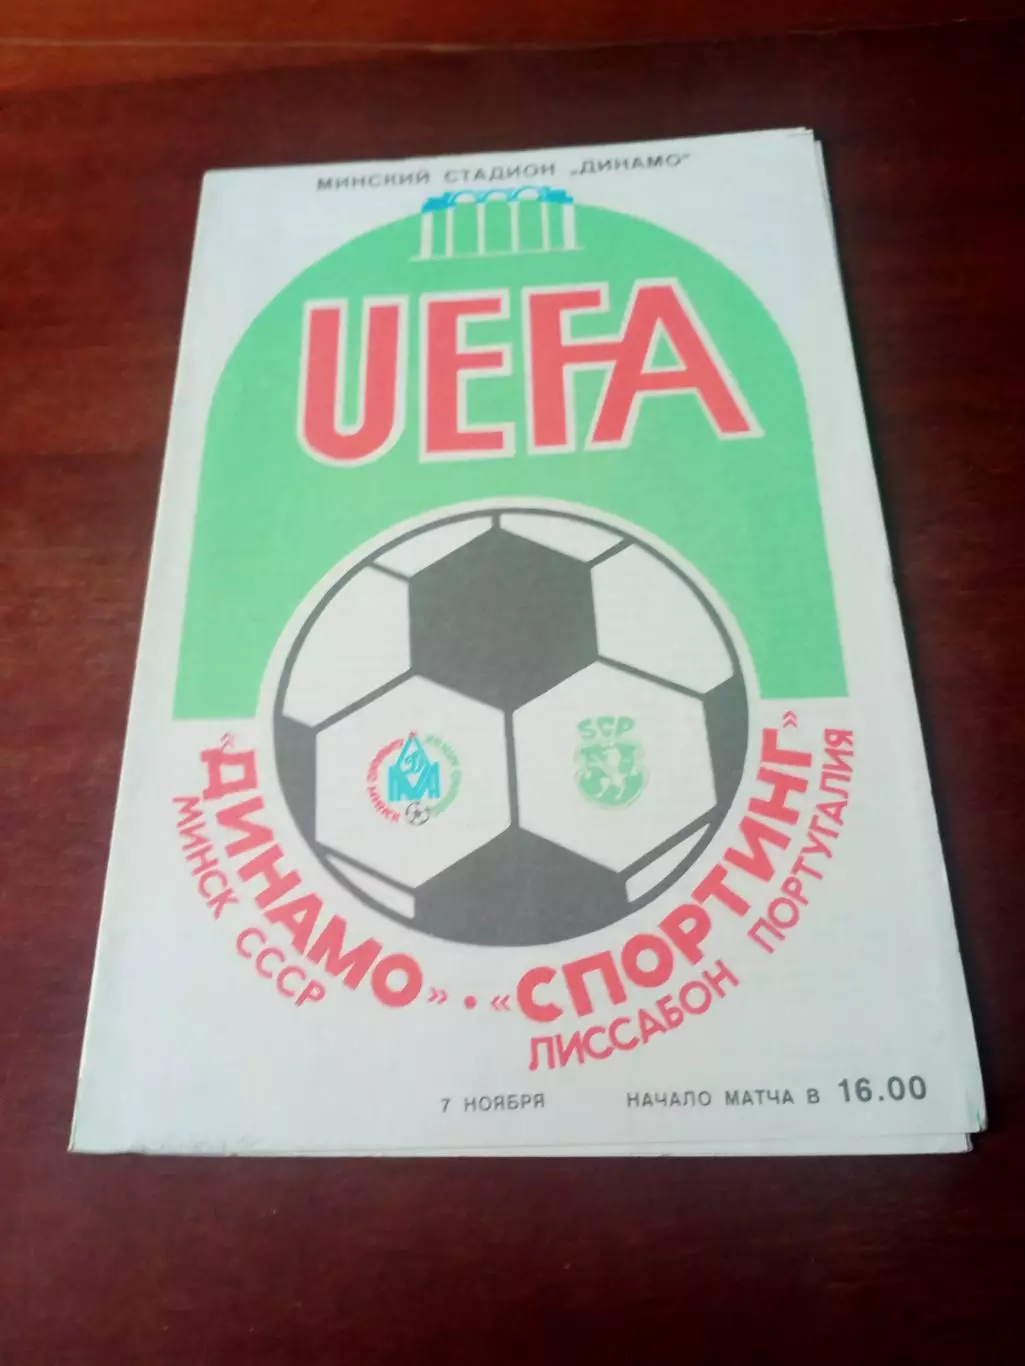 МИНСКИЙ СТАДИОН „ДИНАМО"
UEFA
SCP
«ДИНАМО» • «СПОРТИНГ»
МИНСК СССР
ЛИССАБОН ПОРТУГАЛИЯ
7 НОЯБРЯ НАЧАЛО МАТЧА В 16.00